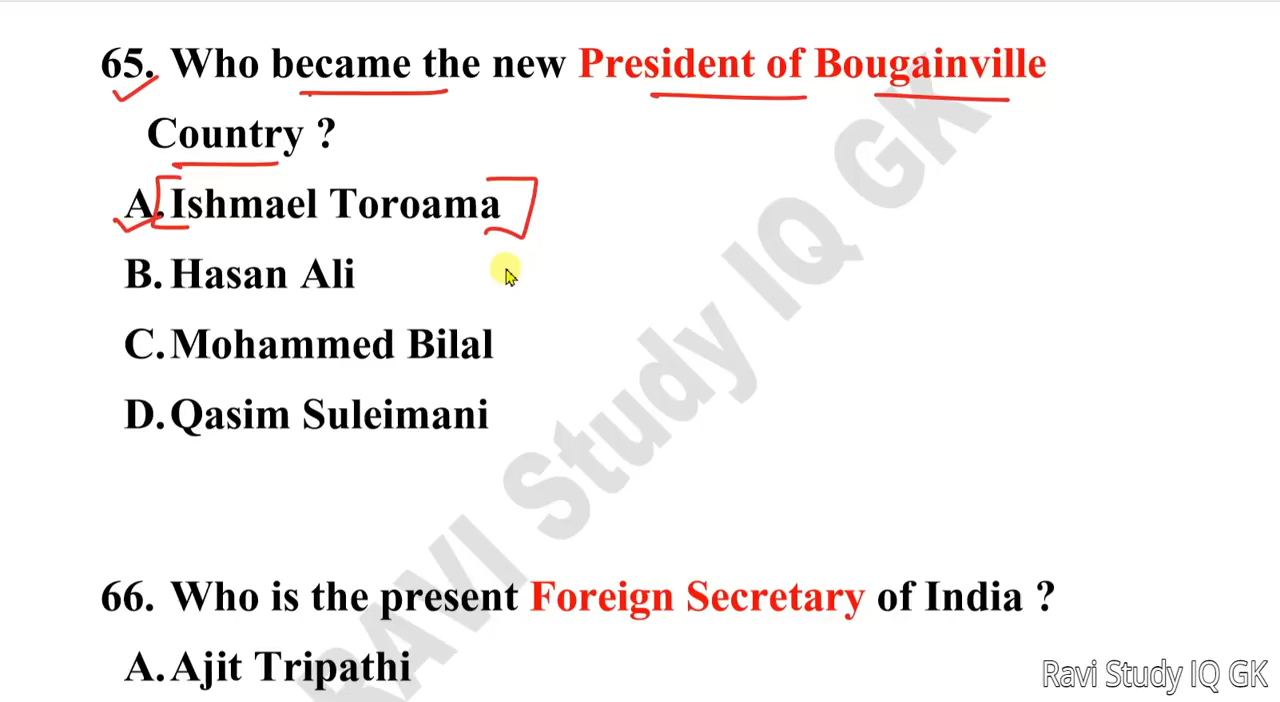 65. Who became the new President of Bougainville
Country ?
A. Ishmael Toroama
B. Hasan Ali
C. Mohammed Bilal
D. Qasim Suleimani
RAVI Study IQ GK
66. Who is the present Foreign Secretary of India ?
A. Ajit Tripathi
Ravi Study IQ GK